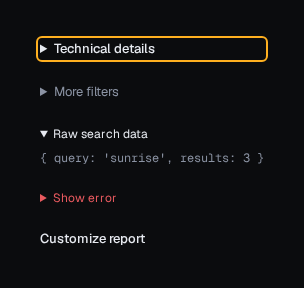 Technical details
More filters
Raw search data
{ query: 'sunrise', results: 3 }
Show error
Customize report